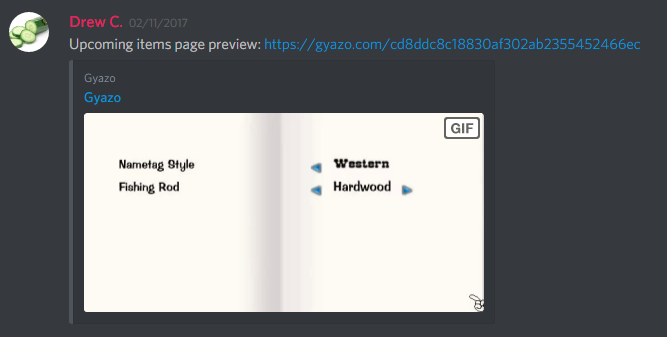 Drew C. 02/11/2017
Upcoming items page preview: https://gyazo.com/cd8ddc8c18830af302ab2355452466ec
Gyazo
Gyazo
GIF
Nametag Style Western
Fishing Rod Hardwood